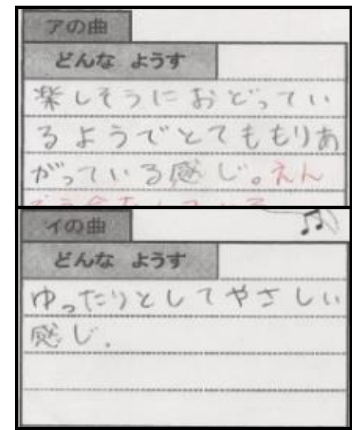 アの曲
どんな ようす
楽しそうにおどってい
るようでとてももりあ
がっている感じ。えん
イの曲
どんな ようす
ゆったりとしてやさしい
感じ.